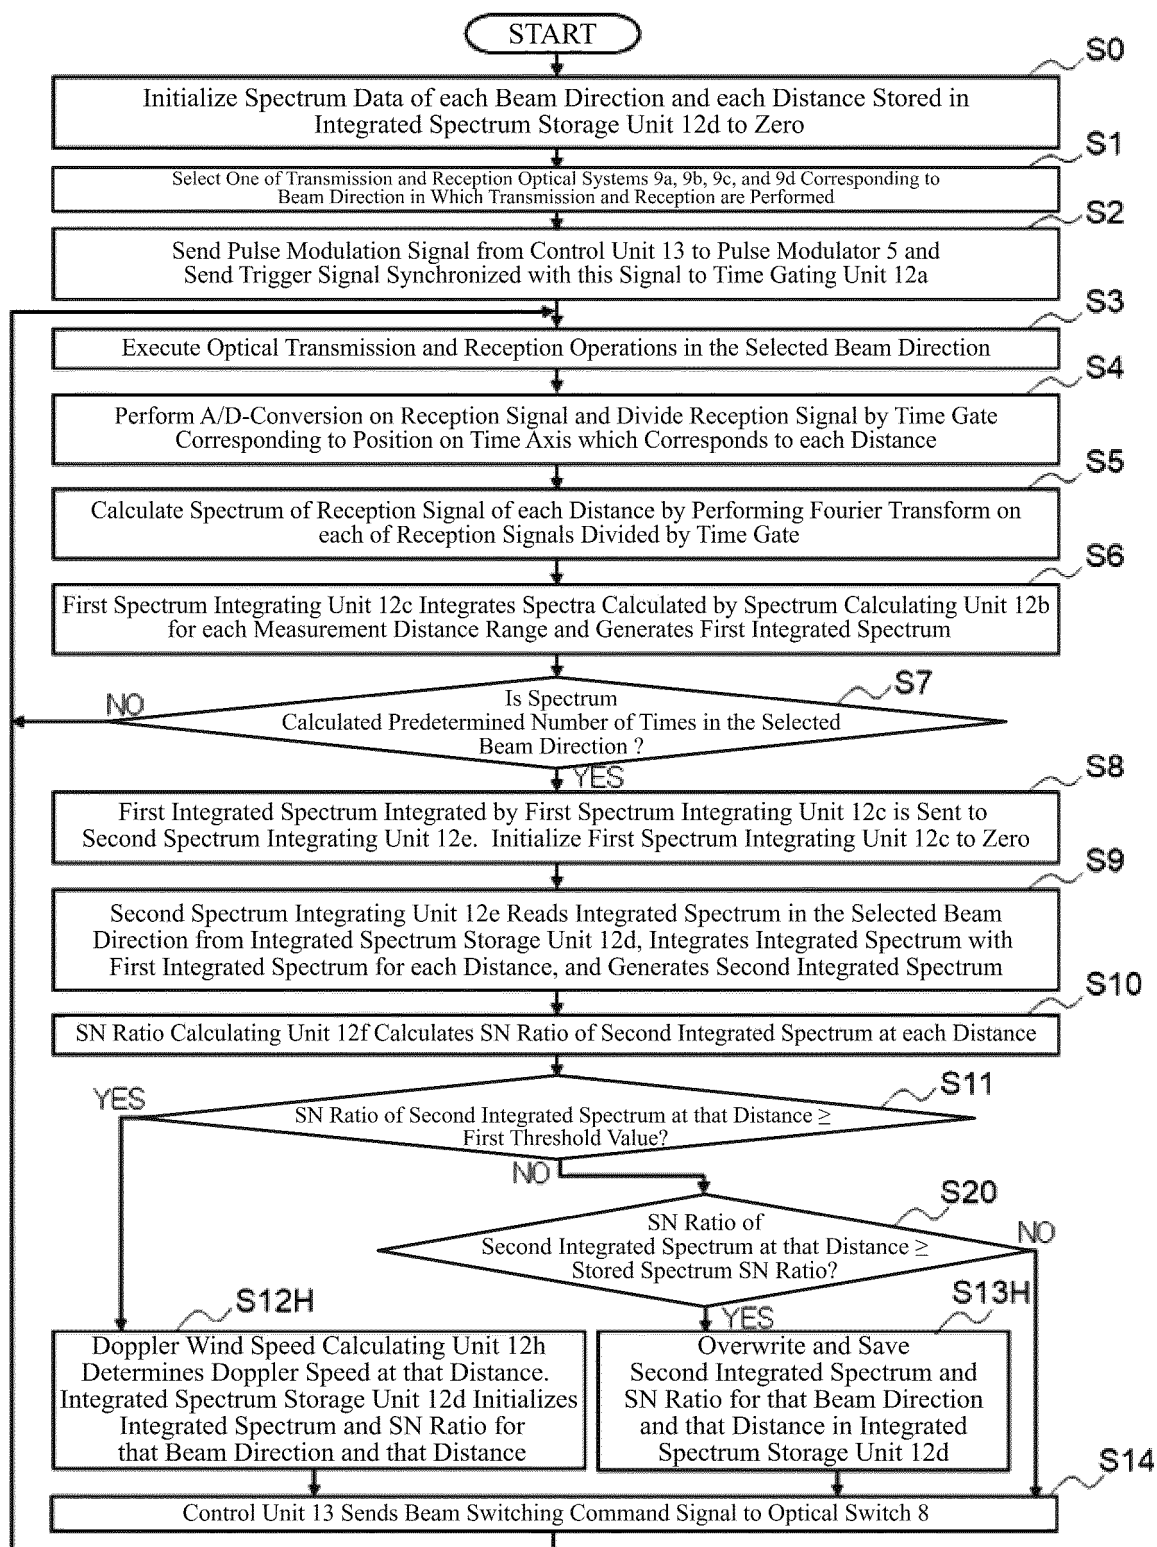 START
S0
Initialize Spectrum Data of each Beam Direction and each Distance Stored in
Integrated Spectrum Storage Unit 12d to Zero
S1
Select One of Transmission and Reception Optical Systems 9a, 9b, 9c, and 9d Corresponding to
Beam Direction in Which Transmission and Reception are Performed
S2
Send Pulse Modulation Signal from Control Unit 13 to Pulse Modulator 5 and
Send Trigger Signal Synchronized with this Signal to Time Gating Unit 12a
S3
Execute Optical Transmission and Reception Operations in the Selected Beam Direction
S4
Perform A/D-Conversion on Reception Signal and Divide Reception Signal by Time Gate
Corresponding to Position on Time Axis which Corresponds to each Distance
S5
Calculate Spectrum of Reception Signal of each Distance by Performing Fourier Transform on
each of Reception Signals Divided by Time Gate
S6
First Spectrum Integrating Unit 12c Integrates Spectra Calculated by Spectrum Calculating Unit 12b
for each Measurement Distance Range and Generates First Integrated Spectrum
S7
NO
Is Spectrum
Calculated Predetermined Number of Times in the Selected
Beam Direction ?
YES
S8
First Integrated Spectrum Integrated by First Spectrum Integrating Unit 12c is Sent to
Second Spectrum Integrating Unit 12e. Initialize First Spectrum Integrating Unit 12c to Zero
S9
Second Spectrum Integrating Unit 12e Reads Integrated Spectrum in the Selected Beam
Direction from Integrated Spectrum Storage Unit 12d, Integrates Integrated Spectrum with
First Integrated Spectrum for each Distance, and Generates Second Integrated Spectrum
S10
SN Ratio Calculating Unit 12f Calculates SN Ratio of Second Integrated Spectrum at each Distance
S11
YES
SN Ratio of Second Integrated Spectrum at that Distance ≥
First Threshold Value?
NO
S20
SN Ratio of
Second Integrated Spectrum at that Distance ≥
Stored Spectrum SN Ratio?
NO
YES
S12H
Doppler Wind Speed Calculating Unit 12h
Determines Doppler Speed at that Distance.
Integrated Spectrum Storage Unit 12d Initializes
Integrated Spectrum and SN Ratio for
that Beam Direction and that Distance
S13H
Overwrite and Save
Second Integrated Spectrum and
SN Ratio for that Beam Direction
and that Distance in Integrated
Spectrum Storage Unit 12d
S14
Control Unit 13 Sends Beam Switching Command Signal to Optical Switch 8